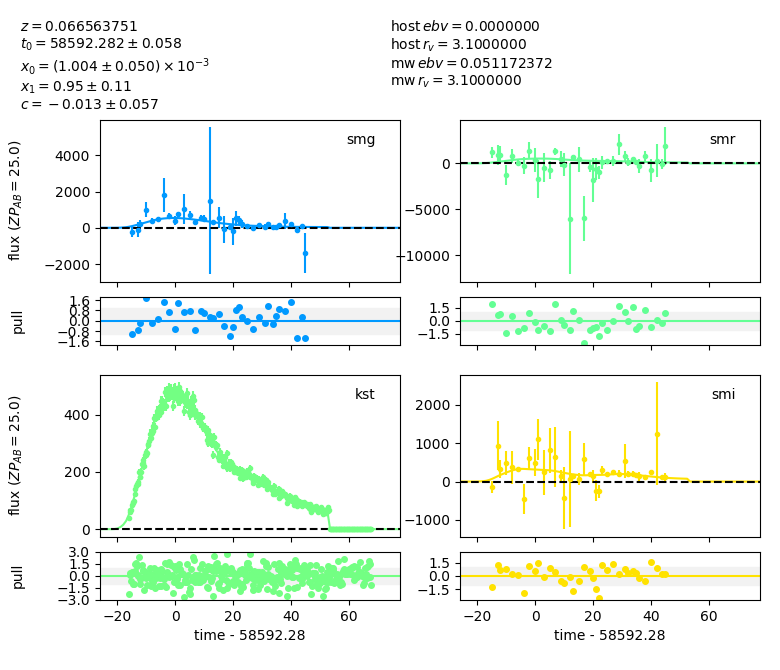 z = 0.066563751
t₀ = 58592.282 ± 0.058
x₀ = (1.004 ± 0.050) × 10⁻³
x₁ = 0.95 ± 0.11
c = −0.013 ± 0.057
host ebv = 0.0000000
host r_v = 3.1000000
mw ebv = 0.051172372
mw r_v = 3.1000000
flux (ZP_AB = 25.0)
4000
2000
0
−2000
smg
0
−5000
−10000
smr
pull
1.6
0.8
0.0
−0.8
−1.6
1.5
0.0
−1.5
flux (ZP_AB = 25.0)
400
200
0
kst
2000
1000
0
−1000
smi
pull
3.0
1.5
0.0
−1.5
−3.0
1.5
0.0
−1.5
−20 0 20 40 60
−20 0 20 40 60
time - 58592.28
time - 58592.28